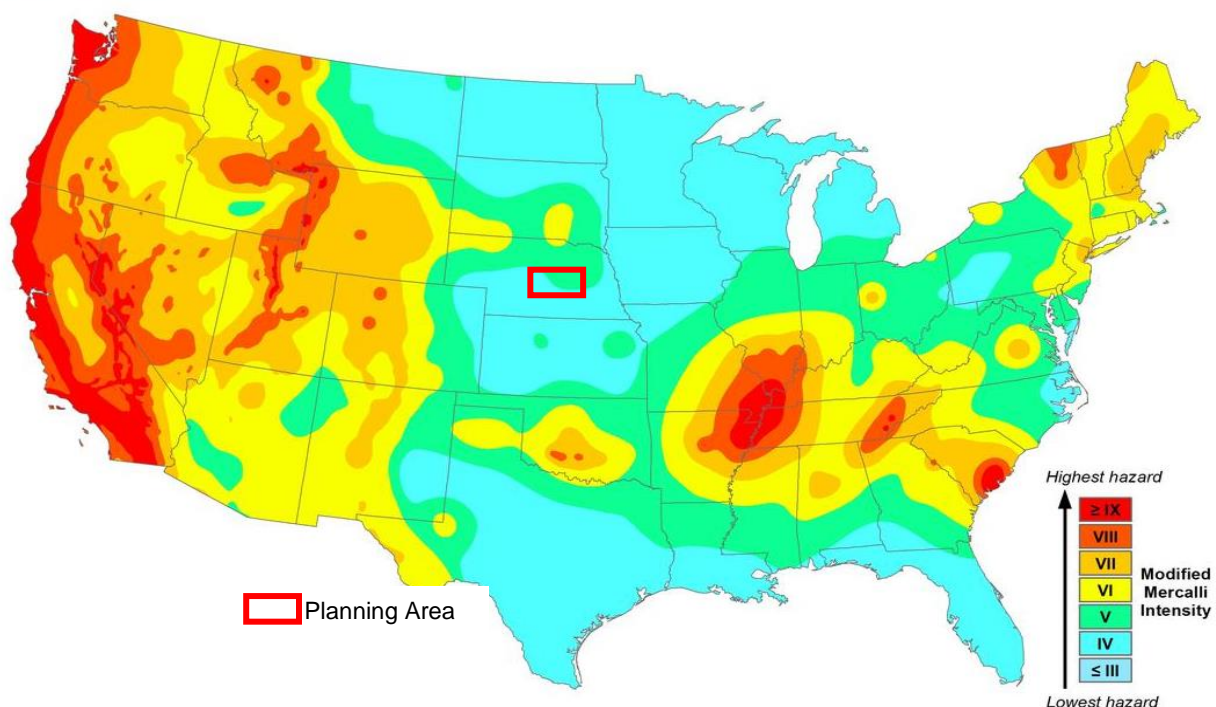 Highest hazard
≥ IX
VIII
VII
VI
V
IV
≤ III
Modified
Mercalli
Intensity
Lowest hazard
Planning Area